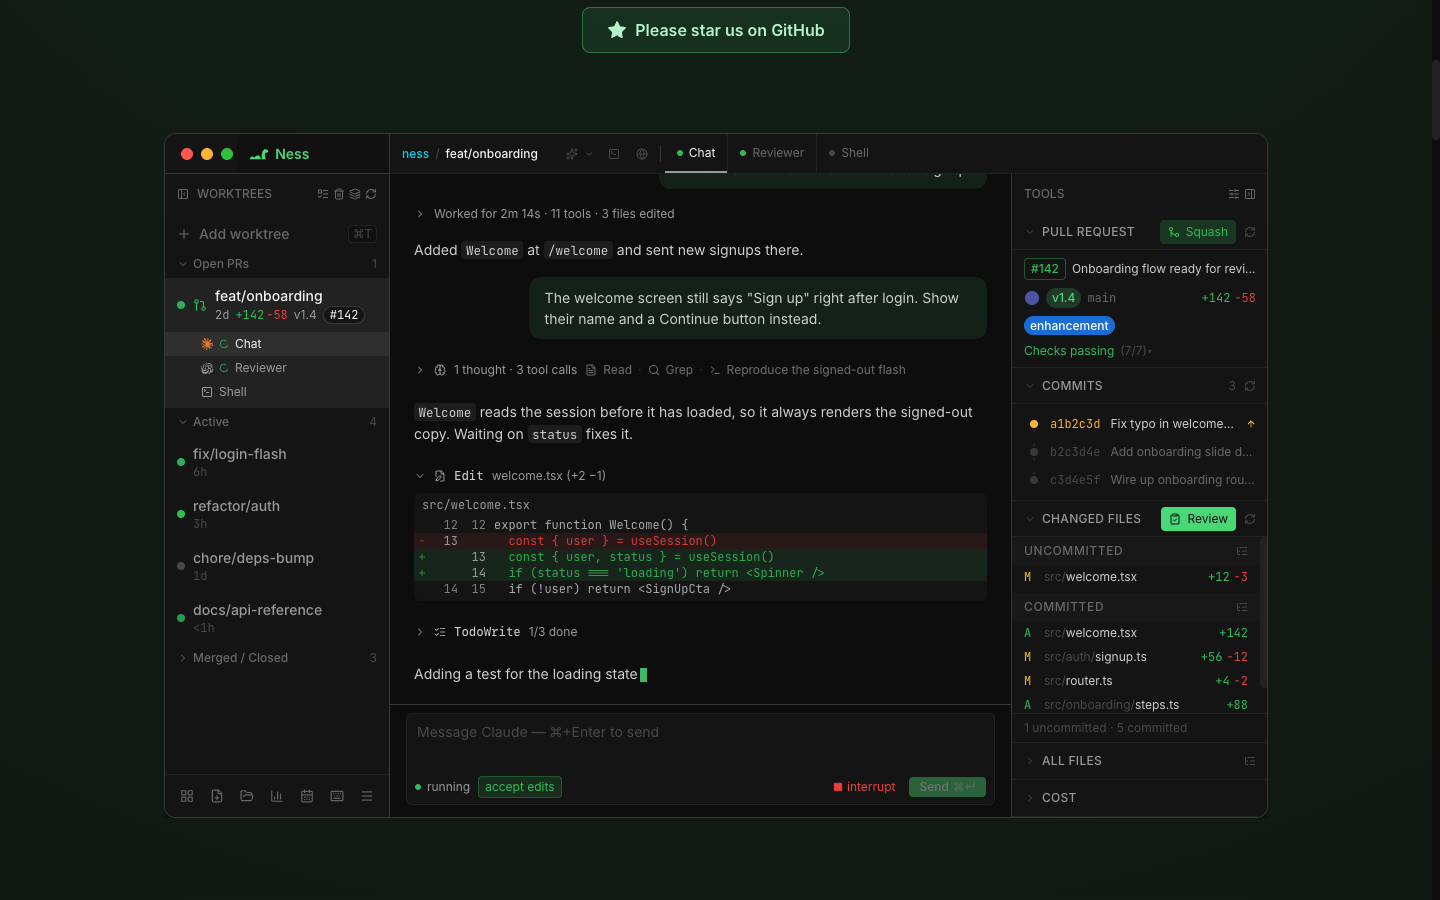 Please star us on GitHub
Ness
ness / feat/onboarding
Chat
Reviewer
Shell
WORKTREES
Add worktree ⌘T
Open PRs 1
feat/onboarding
2d +142 -58 v1.4 #142
Chat
Reviewer
Shell
Active 4
fix/login-flash
6h
refactor/auth
3h
chore/deps-bump
1d
docs/api-reference
<1h
Merged / Closed 3
Worked for 2m 14s · 11 tools · 3 files edited
Added Welcome at /welcome and sent new signups there.
The welcome screen still says "Sign up" right after login. Show
their name and a Continue button instead.
1 thought · 3 tool calls Read · Grep · Reproduce the signed-out flash
Welcome reads the session before it has loaded, so it always renders the signed-out
copy. Waiting on status fixes it.
Edit welcome.tsx (+2 −1)
src/welcome.tsx
12 12 export function Welcome() {
- 13 const { user } = useSession()
+ 13 const { user, status } = useSession()
+ 14 if (status === 'loading') return <Spinner />
14 15 if (!user) return <SignUpCta />
TodoWrite 1/3 done
Adding a test for the loading state
Message Claude — ⌘+Enter to send
running
accept edits
interrupt
Send ⌘↵
TOOLS
PULL REQUEST Squash
#142 Onboarding flow ready for revi...
v1.4 main +142 -58
enhancement
Checks passing (7/7)▾
COMMITS 3
a1b2c3d Fix typo in welcome... ↑
b2c3d4e Add onboarding slide d...
c3d4e5f Wire up onboarding rou...
CHANGED FILES Review
UNCOMMITTED
M src/welcome.tsx +12 -3
COMMITTED
A src/welcome.tsx +142
M src/auth/signup.ts +56 -12
M src/router.ts +4 -2
A src/onboarding/steps.ts +88
1 uncommitted · 5 committed
ALL FILES
COST